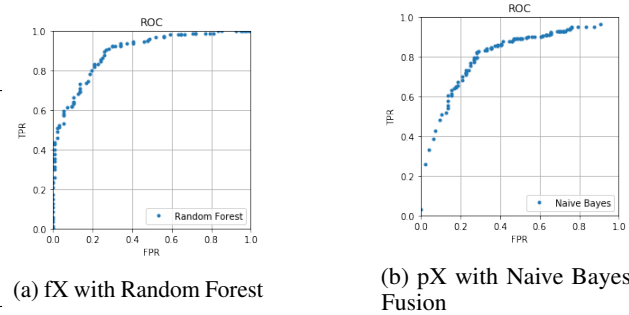 ROC
1.0
0.8
0.6
0.4
0.2
0.0
TPR
Random Forest
0.0 0.2 0.4 0.6 0.8 1.0
FPR
(a) fX with Random Forest
ROC
1.0
0.8
0.6
0.4
0.2
0.0
TPR
Naive Bayes
0.0 0.2 0.4 0.6 0.8 1.0
FPR
(b) pX with Naive Bayes
Fusion